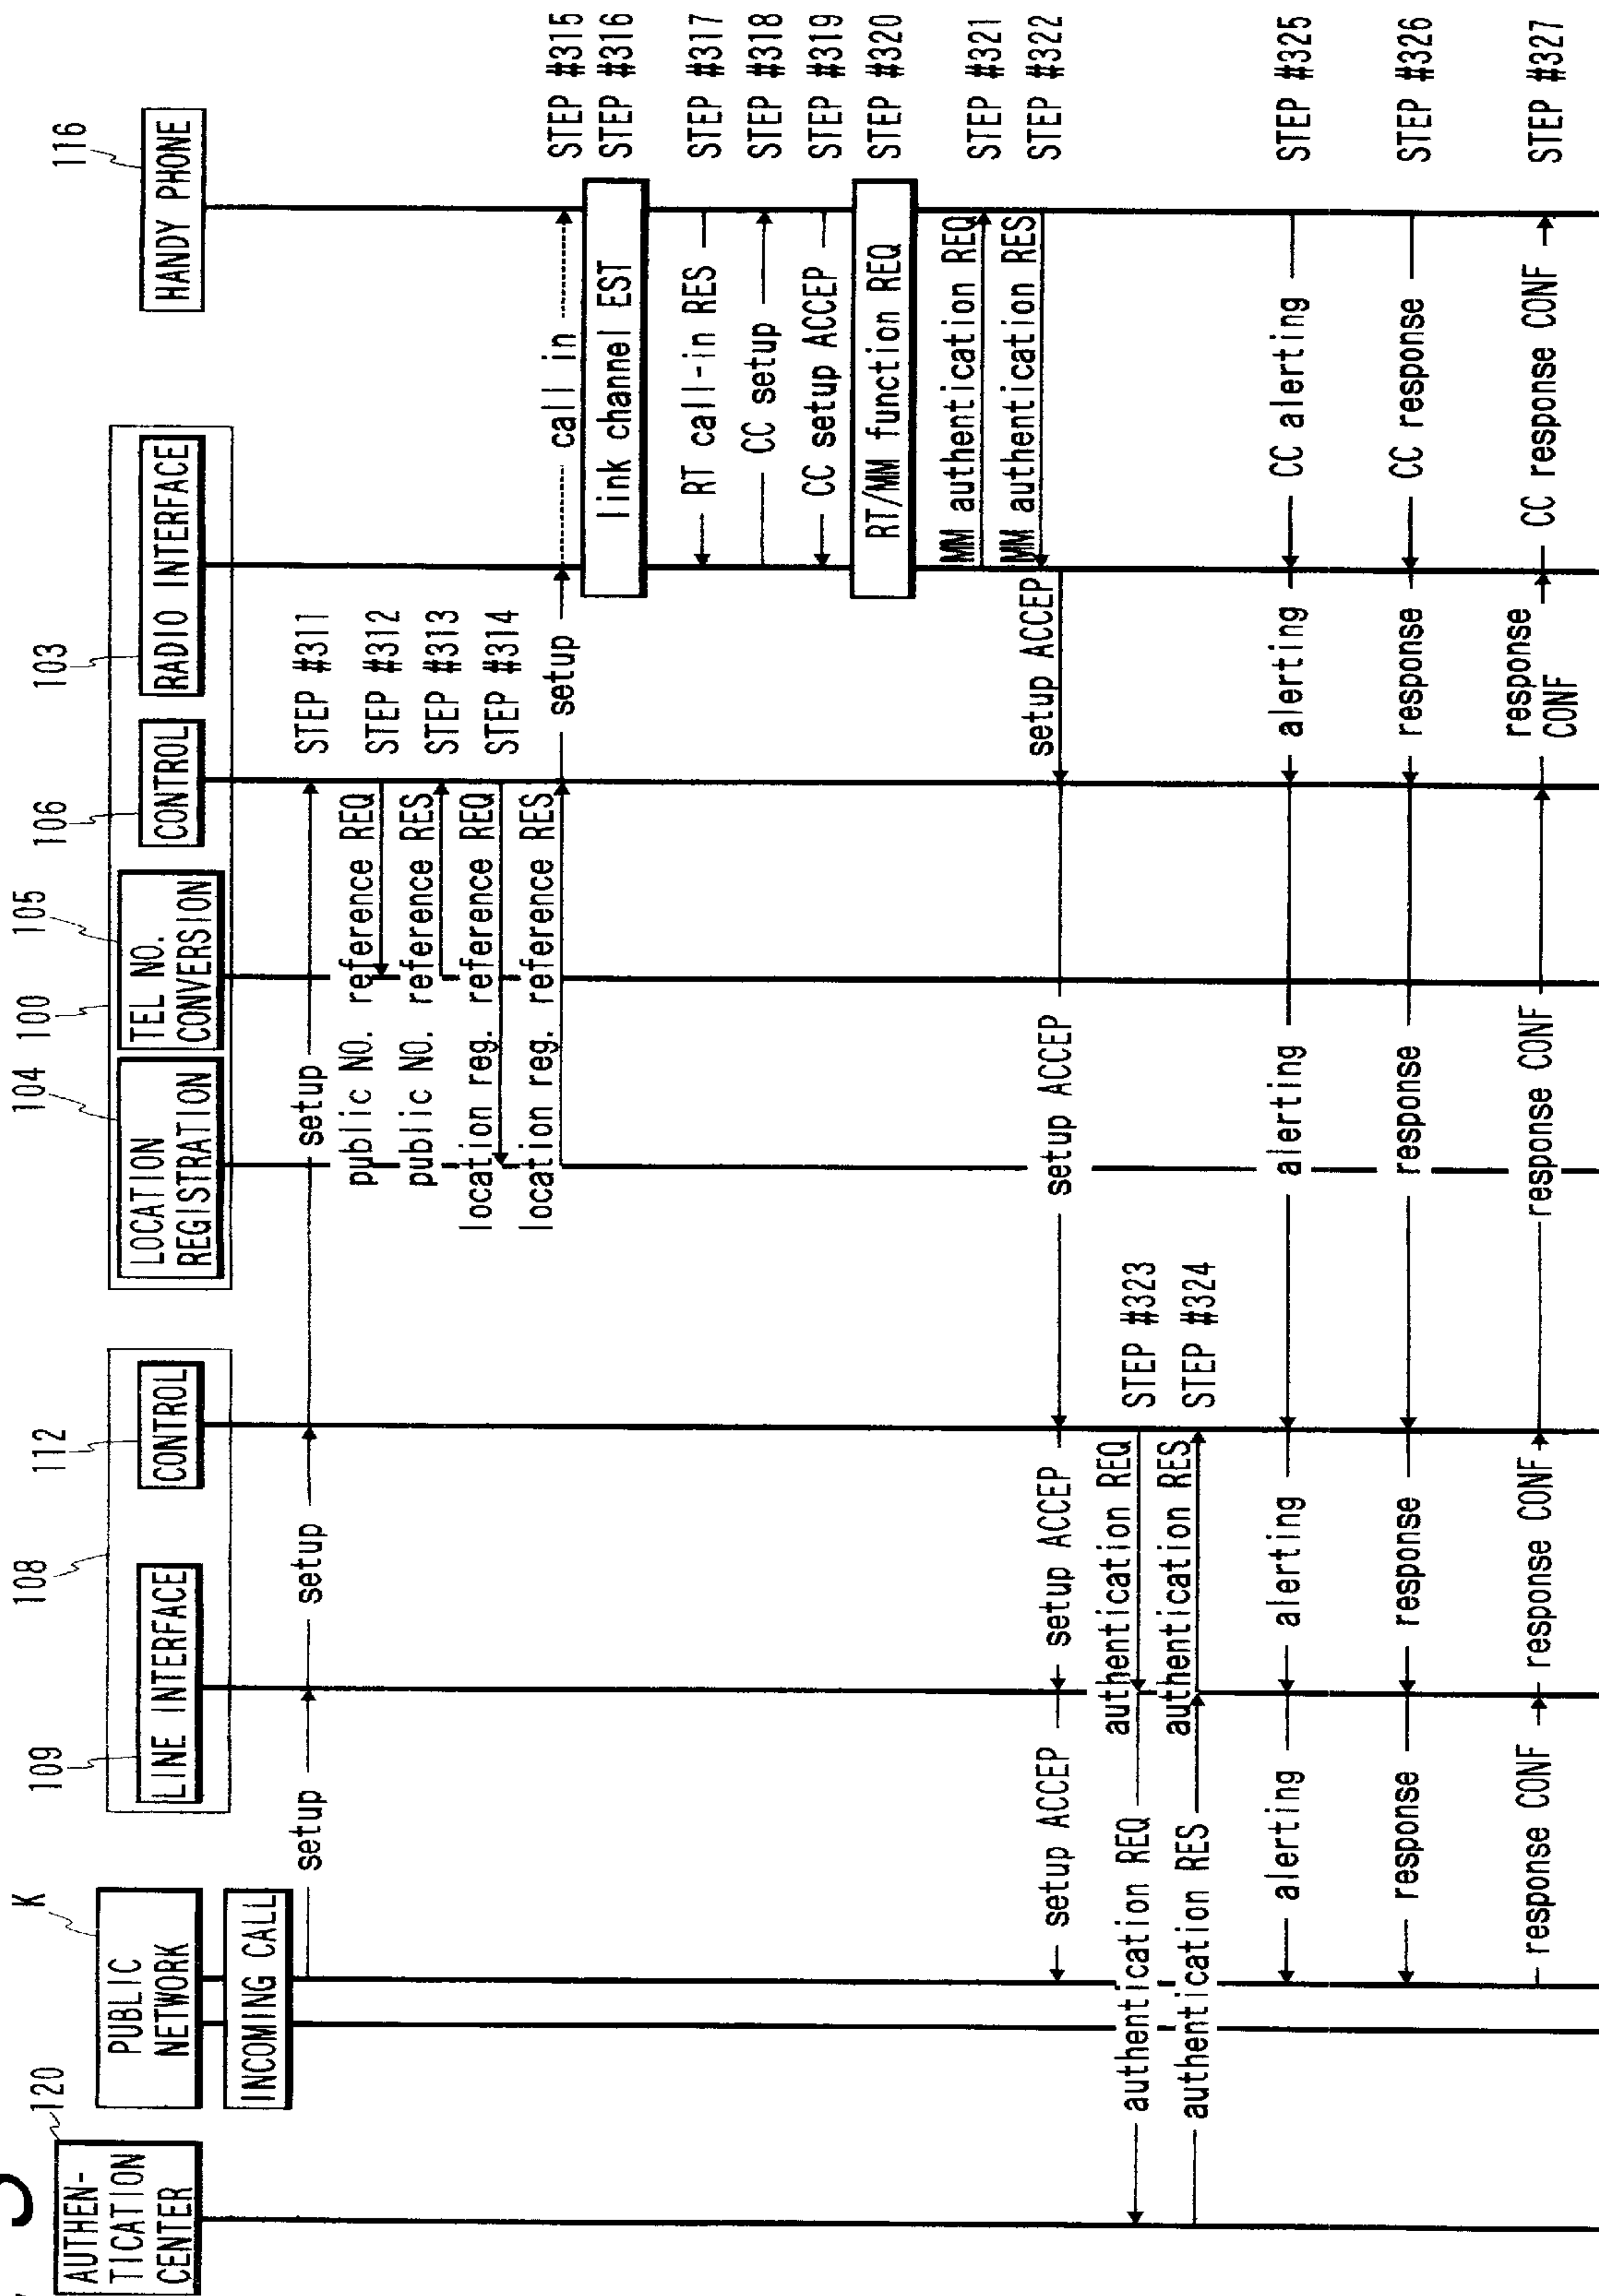 120
K
109
108
112
104
100
105
106
103
116
AUTHEN-
TICATION
CENTER
PUBLIC
NETWORK
LINE INTERFACE
CONTROL
LOCATION
REGISTRATION
TEL NO.
CONVERSION
CONTROL
RADIO INTERFACE
HANDY PHONE
INCOMING CALL
setup
setup
setup
STEP #311
public NO. reference REQ
STEP #312
public NO. reference RES
STEP #313
location reg. reference REQ
STEP #314
location reg. reference RES
setup
call in
STEP #315
link channel EST
STEP #316
RT call-in RES
STEP #317
CC setup
STEP #318
CC setup ACCEP
STEP #319
RT/MM function REQ
STEP #320
MM authentication REQ
STEP #321
MM authentication RES
STEP #322
setup ACCEP
setup ACCEP
setup ACCEP
setup ACCEP
authentication REQ
authentication REQ
STEP #323
authentication RES
authentication RES
STEP #324
alerting
alerting
alerting
alerting
CC alerting
STEP #325
response
response
response
response
CC response
STEP #326
response CONF
response CONF
response CONF
response
CONF
CC response CONF
STEP #327